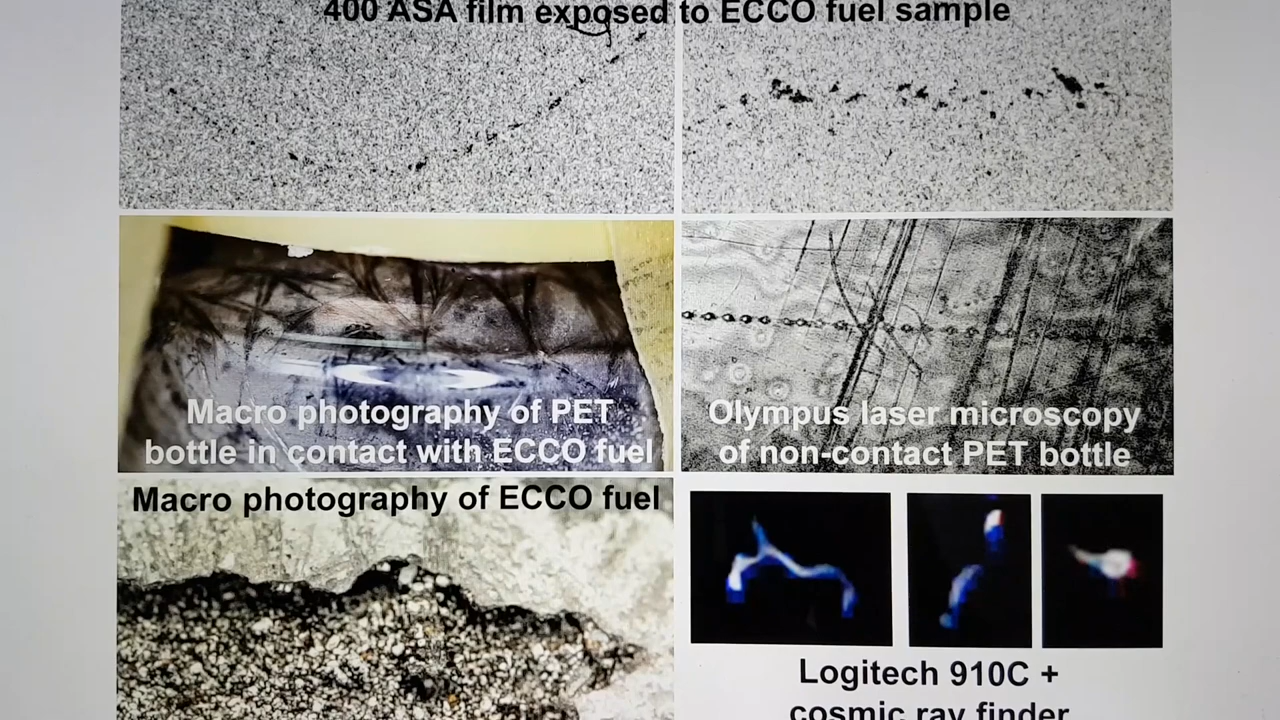 400 ASA film exposed to ECCO fuel sample
Macro photography of PET
bottle in contact with ECCO fuel
Olympus laser microscopy
of non-contact PET bottle
Macro photography of ECCO fuel
Logitech 910C +
cosmic ray finder